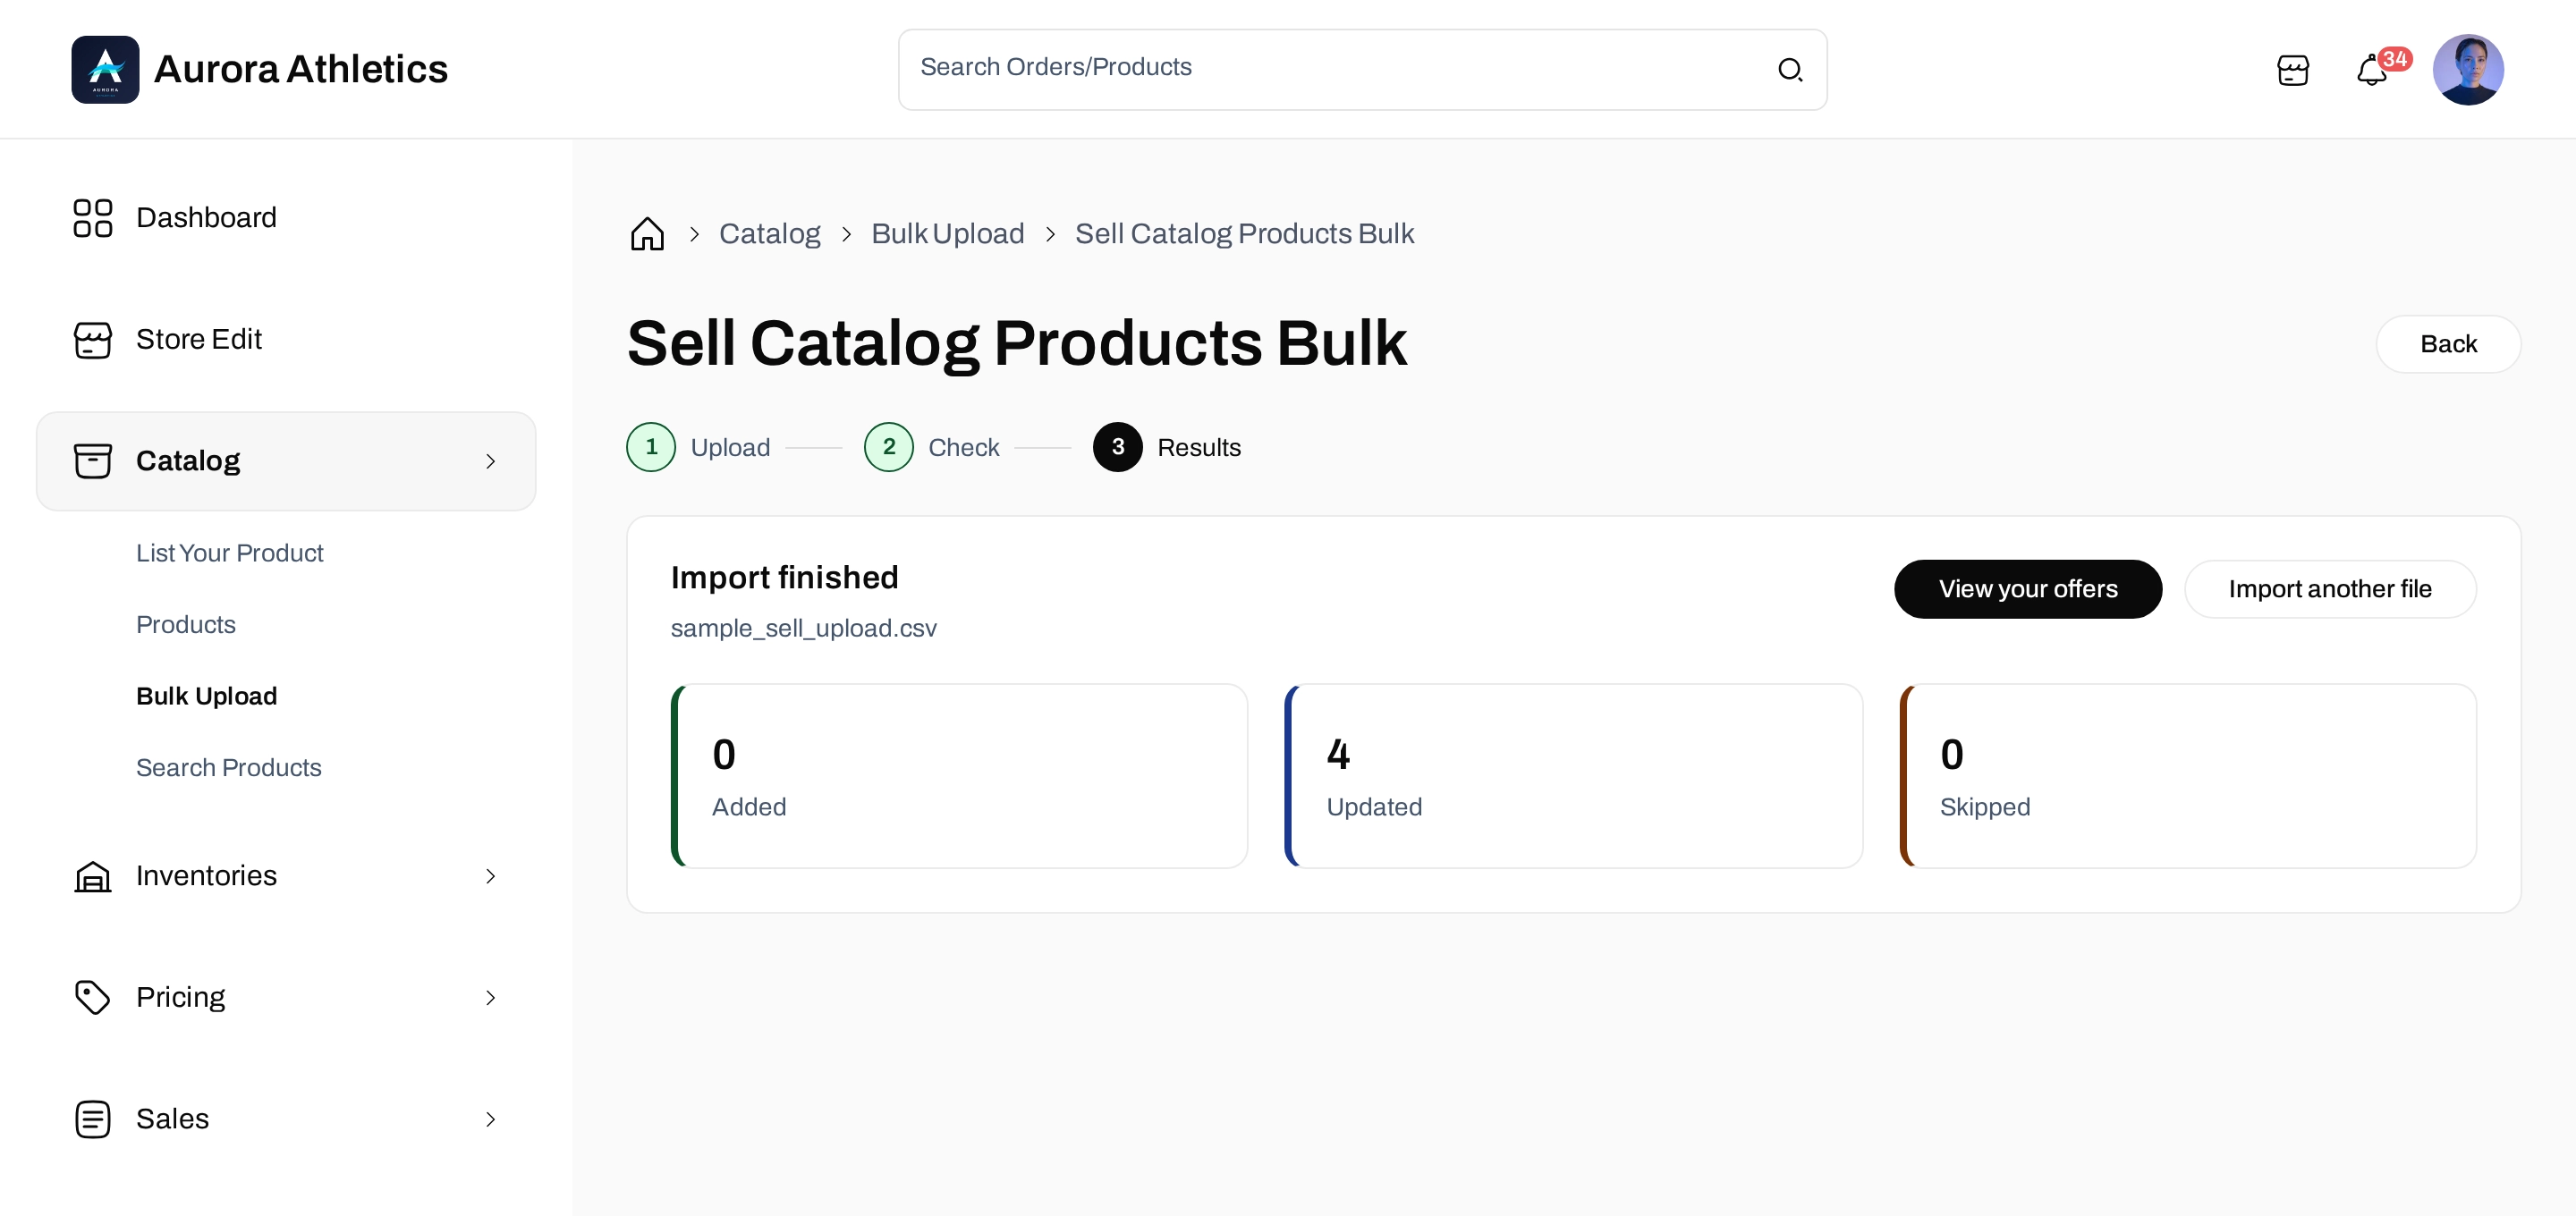 AURORA
Aurora Athletics
Search Orders/Products
34
Dashboard
Store Edit
Catalog
List Your Product
Products
Bulk Upload
Search Products
Inventories
Pricing
Sales
Catalog
Bulk Upload
Sell Catalog Products Bulk
Sell Catalog Products Bulk
Back
1 Upload
2 Check
3 Results
Import finished
sample_sell_upload.csv
View your offers
Import another file
0
Added
4
Updated
0
Skipped